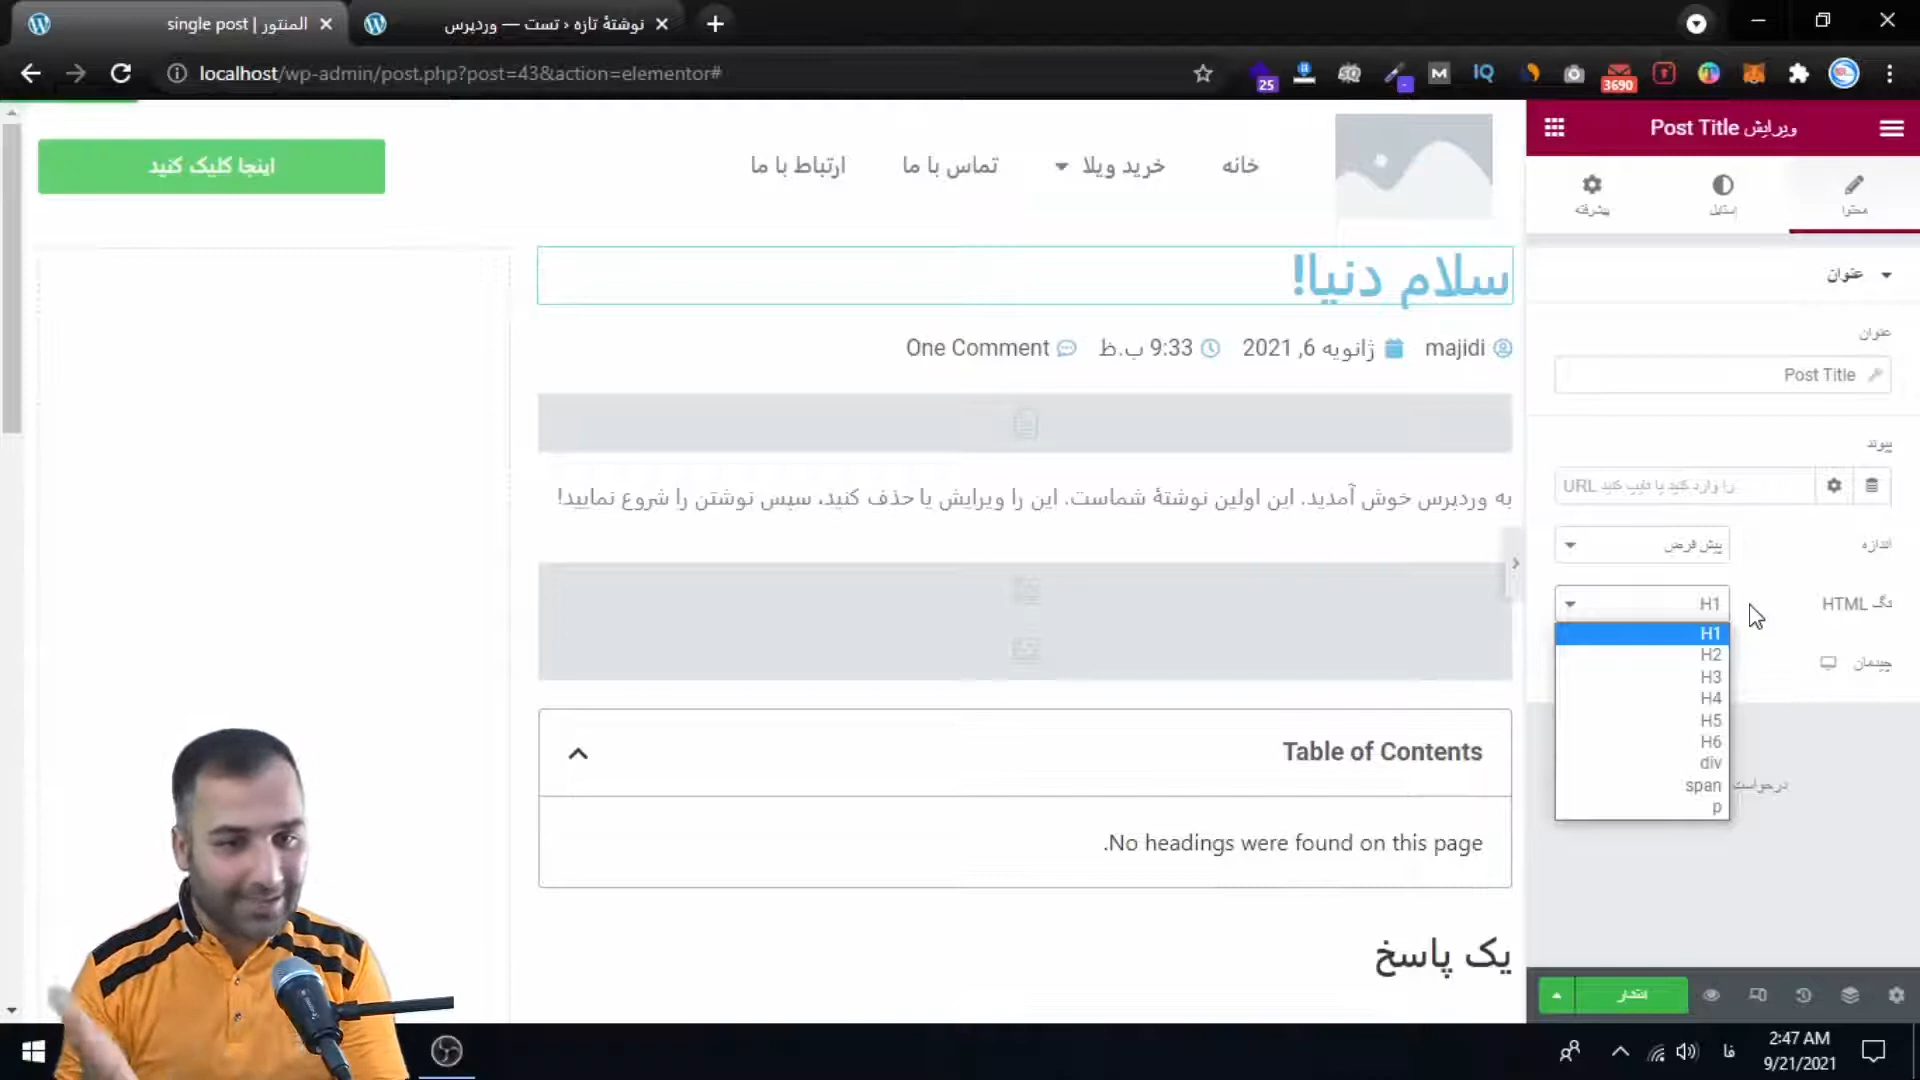 single post | المنتور
نوشتهٔ تازه ‹ تست — وردپرس
localhost/wp-admin/post.php?post=43&action=elementor#
25
3690
خانه
خرید ویلا
تماس با ما
ارتباط با ما
اینجا کلیک کنید
سلام دنیا!
majidi
ژانویه 6, 2021
9:33 ب.ظ
One Comment
به وردپرس خوش آمدید. این اولین نوشتهٔ شماست. این را ویرایش یا حذف کنید، سپس نوشتن را شروع نمایید!
Table of Contents
No headings were found on this page.
یک پاسخ
ویرایش Post Title
محتوا
استایل
پیشرفته
عنوان
عنوان
Post Title
پیوند
URL را وارد کنید یا تایپ کنید
اندازه
پیش فرض
تگ HTML
H1
H1
H2
H3
H4
H5
H6
div
span
p
چیدمان
درخواست
انتشار
فا
2:47 AM
9/21/2021